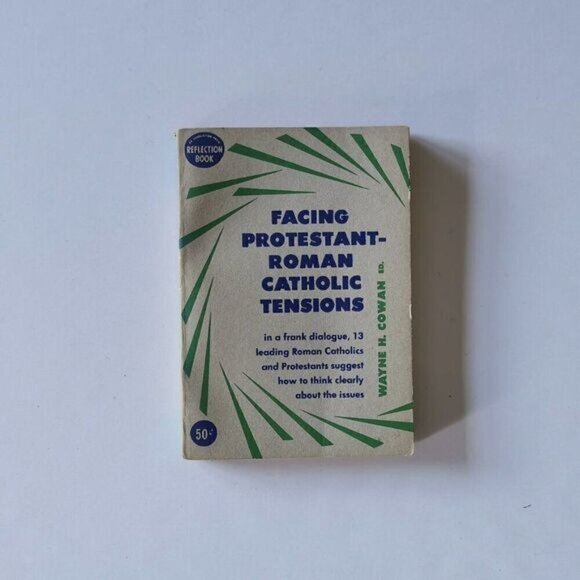 REFLECTION
BOOK
FACING
PROTESTANT-
ROMAN
CATHOLIC
TENSIONS
in a frank dialogue, 13
leading Roman Catholics
and Protestants suggest
how to think clearly
about the issues
WAYNE H. COWAN ED.
50¢